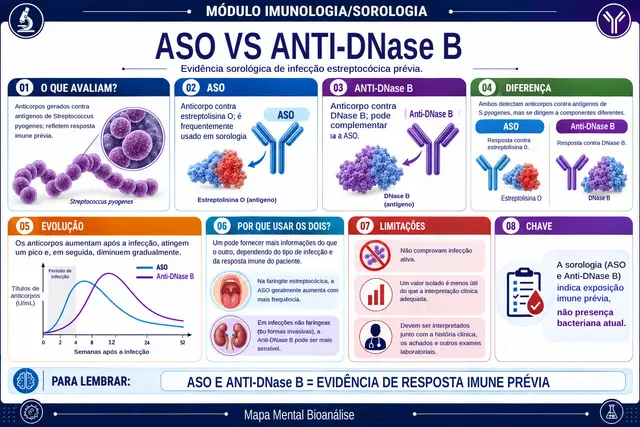 MÓDULO IMUNOLOGIA/SOROLOGIA
ASO VS ANTI-DNase B
Evidência sorológica de infecção estreptocócica prévia.
01 O QUE AVALIAM?
Anticorpos gerados contra
antígenos de Streptococcus
pyogenes; refletem resposta
imune prévia.
Streptococcus pyogenes
02 ASO
Anticorpo contra
estreptolisina O; é
frequentemente
usado em sorologia
ASO
Estreptolisina O (antígeno)
03 ANTI-DNase B
Anticorpo contra
DNase B; pode
complementar
a a ASO.
Anti-DNase B
DNase B
(antígeno)
04 DIFERENÇA
Ambos detectam anticorpos contra antígenos de
S.pyogenes, mas se dirigem a componentes diferentes.
ASO
Resposta contra
estreptolisina 0.
Estreptolisina O
Anti-DNase B
Resposta contra DNase B.
DNase B
05 EVOLUÇÃO
Os anticorpos aumentam após a infecção, atingem
um pico e, em seguida, diminuem gradualmente.
Período de
infecção
ASO
Anti-DNase B
Títulos de
anticorpos
(U/mL)
0 4 8 12 24 52
Semanas após a infecção
06 POR QUE USAR OS DOIS?
Um pode fornecer mais informações do que
o outro, dependendo do tipo de infecção e
da resposta imune do paciente.
Na faringite estreptocócica, a
ASO geralmente aumenta com
mais frequência.
Em infecções não faríngeas
(ou formas invasivas), a
Anti-DNase B pode ser mais
sensível.
07 LIMITAÇÕES
Não comprovam infecção
ativa.
Um valor isolado é menos útil
do que a interpretação clínica
adequada.
Devem ser interpretados
junto com a história clínica,
os achados e outros exames
laboratoriais.
08 CHAVE
A sorologia (ASO
e Anti-DNase B)
indica exposição
imune prévia,
não presença
bacteriana atual.
PARA LEMBRAR:
ASO E ANTI-DNase B = EVIDÊNCIA DE RESPOSTA IMUNE PRÉVIA
Mapa Mental Bioanálise